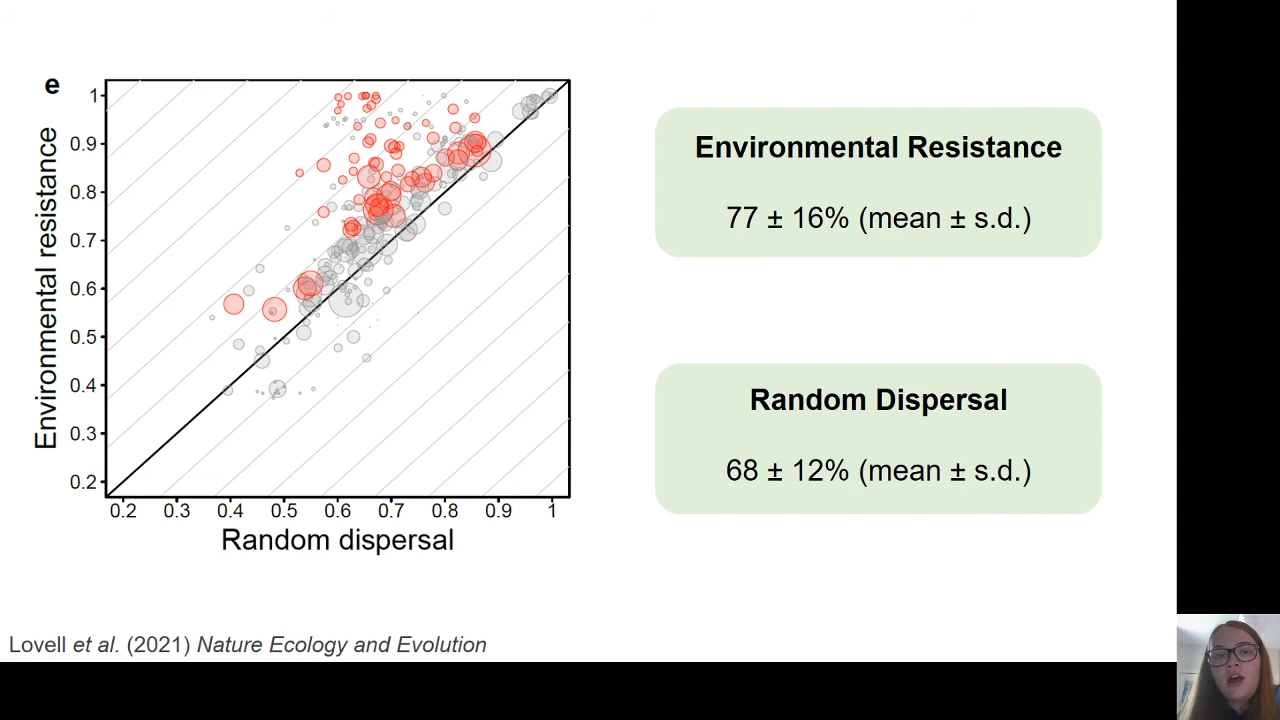 e
Environmental resistance
1
0.9
0.8
0.7
0.6
0.5
0.4
0.3
0.2
0.2 0.3 0.4 0.5 0.6 0.7 0.8 0.9 1
Random dispersal
Environmental Resistance
77 ± 16% (mean ± s.d.)
Random Dispersal
68 ± 12% (mean ± s.d.)
Lovell et al. (2021) Nature Ecology and Evolution